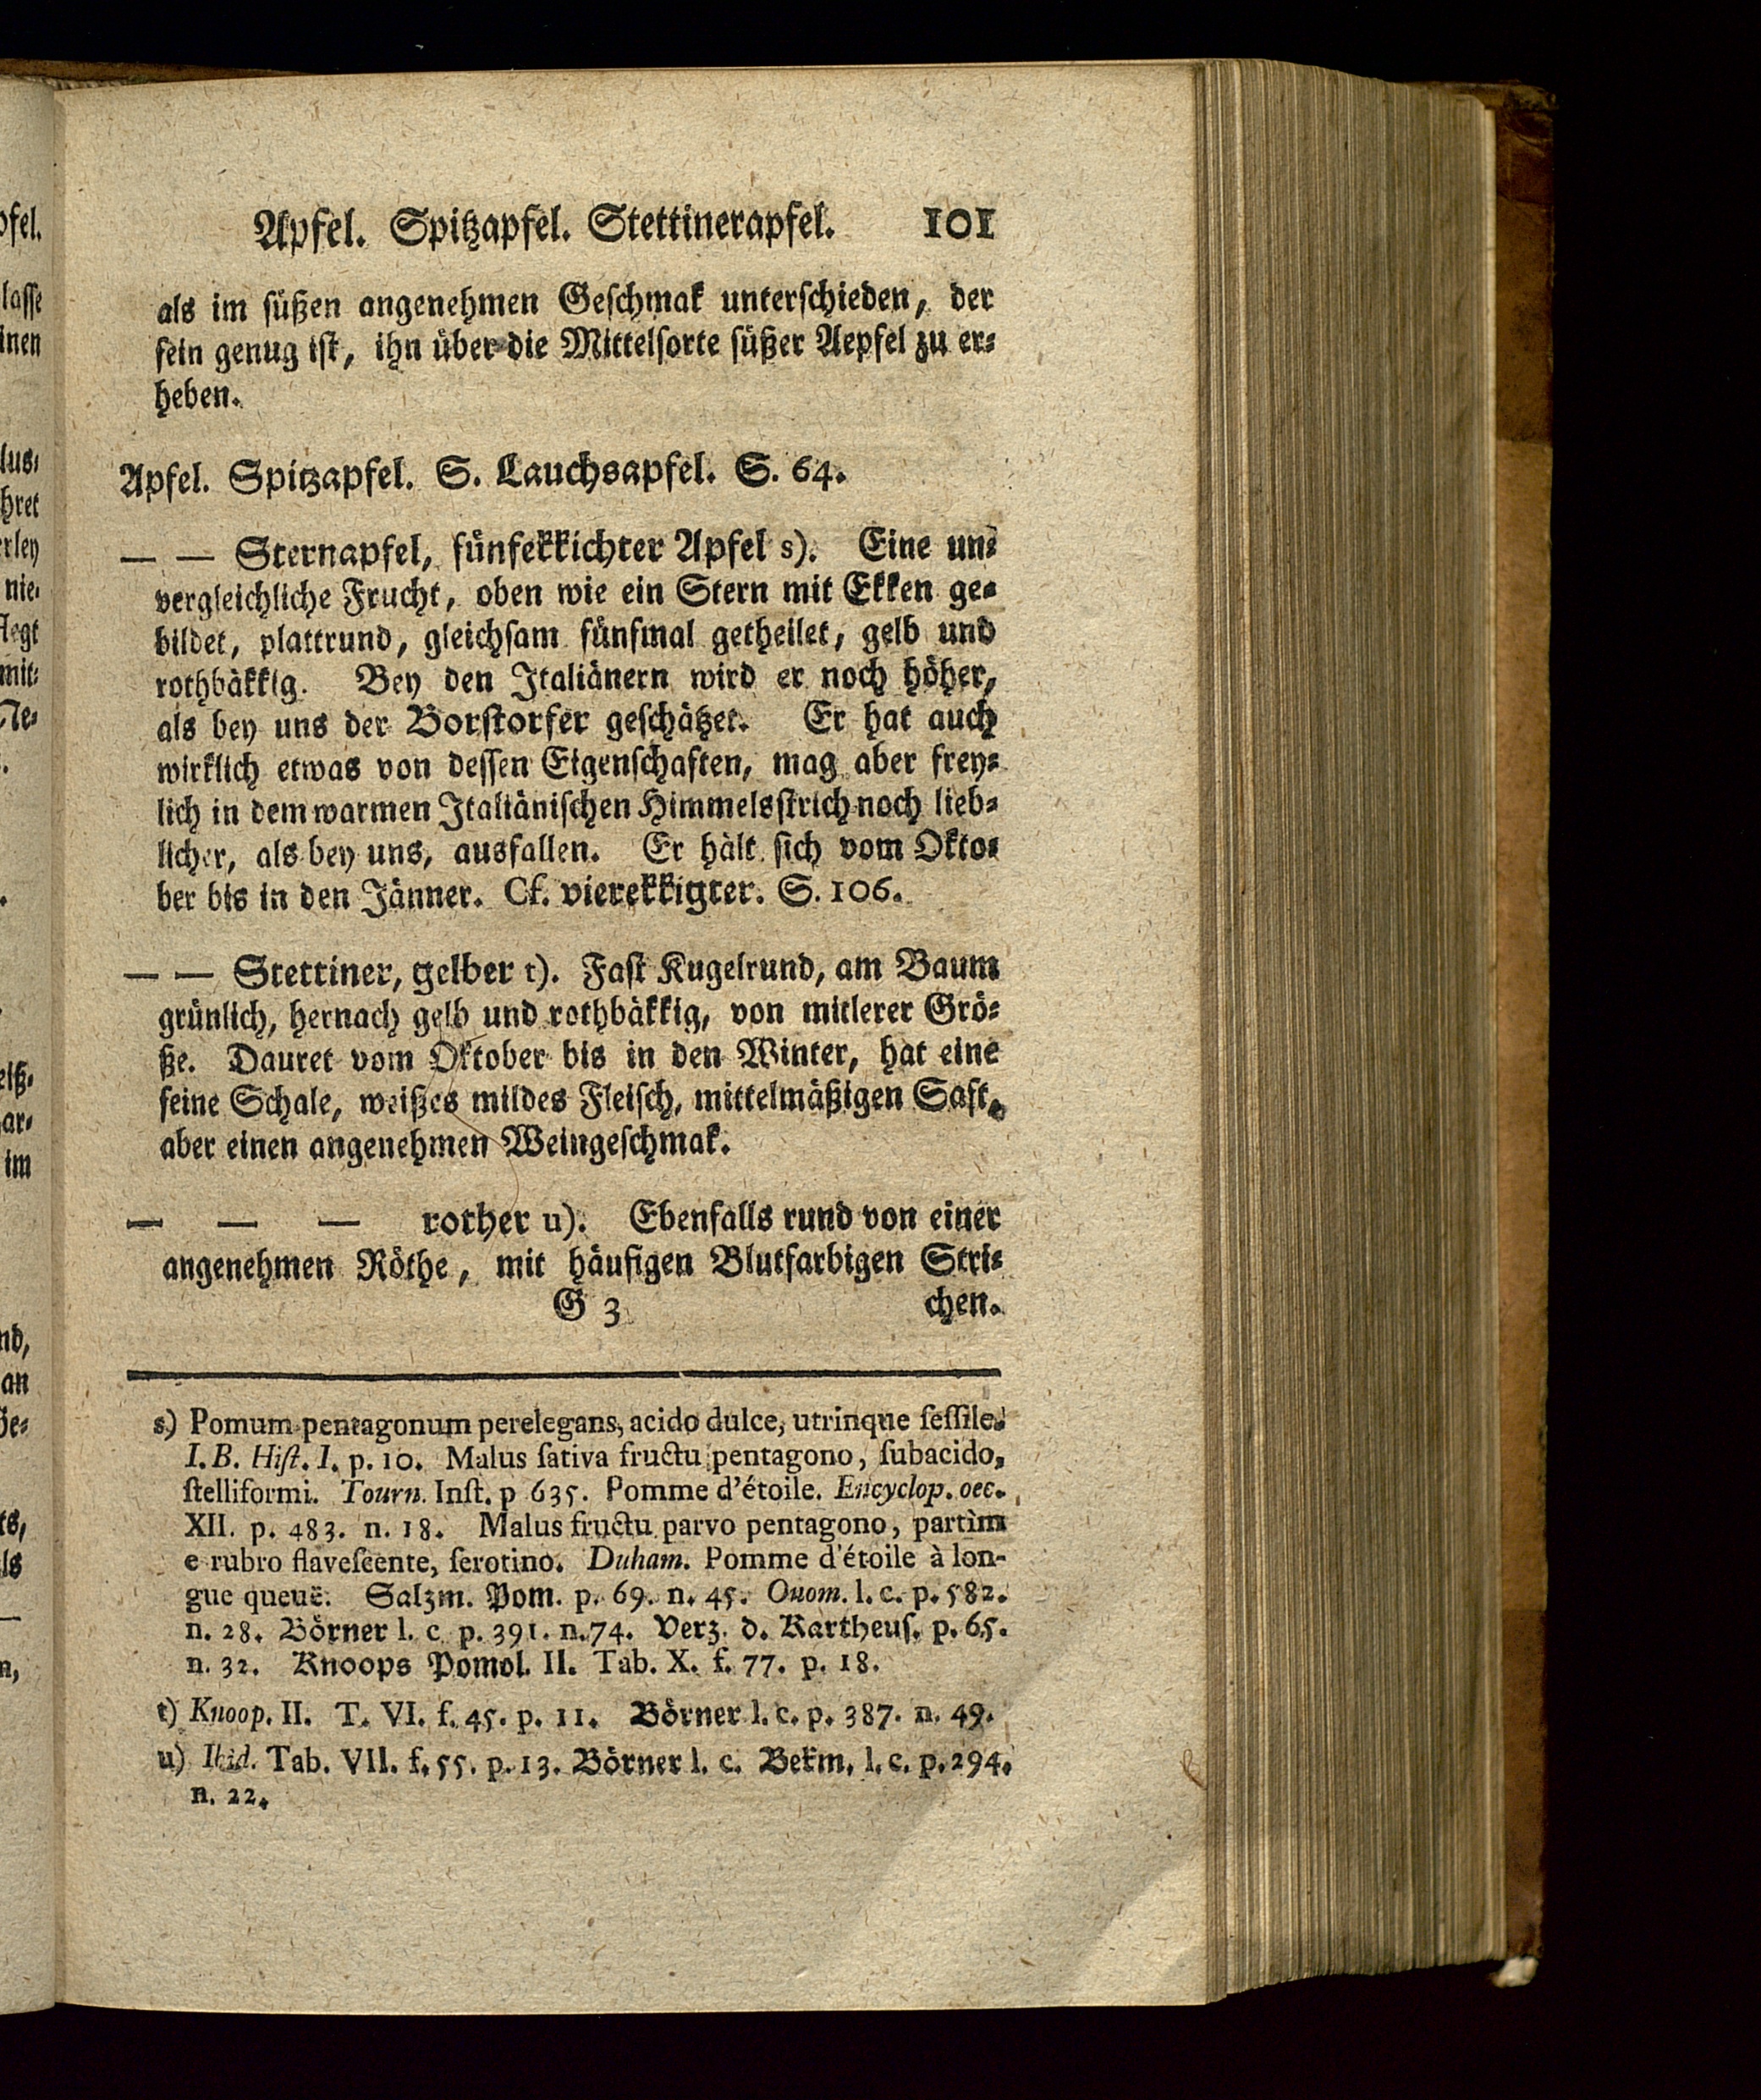 Apfel. Spitzapfel. Stettinerapfel. 101
als im süßen angenehmen Geschmak unterschieden, der
fein genug ist, ihn über die Mittelsorte süßer Aepfel zu er-
heben.
Apfel. Spitzapfel. S. Lauchsapfel. S. 64.
— — Sternapfel, fünfekkichter Apfel s). Eine un-
vergleichliche Frucht, oben wie ein Stern mit Ekken ge-
bildet, plattrund, gleichsam fünfmal getheilet, gelb und
rothbäkkig. Bey den Italiänern wird er noch höher,
als bey uns der Borstorfer geschätzet. Er hat auch
wirklich etwas von dessen Eigenschaften, mag aber frey-
lich in dem warmen Italiänischen Himmelsstrich noch lieb-
licher, als bey uns, ausfallen. Er hält sich vom Okto-
ber bis in den Jänner. Cf. vierekkigter. S. 106.
— — Stettiner, gelber t). Fast Kugelrund, am Baum
grünlich, hernach gelb und rothbäkkig, von mitlerer Grö-
ße. Dauret vom Oktober bis in den Winter, hat eine
feine Schale, weißes mildes Fleisch, mittelmäßigen Saft,
aber einen angenehmen Weingeschmak.
— — — rother u). Ebenfalls rund von einer
angenehmen Röthe, mit häufigen Blutfarbigen Stri-
G 3 chen.
s) Pomum pentagonum perelegans, acido dulce, utrinque ſeſſile.
I. B. Hiſt. I. p. 10. Malus ſativa fructu pentagono, ſubacido,
ſtelliformi. Tourn. Inſt. p 635. Pomme d'étoile. Encyclop. oec.
XII. p. 483. n. 18. Malus fructu parvo pentagono, partim
e rubro flaveſcente, ſerotino. Duham. Pomme d'étoile à lon-
gue queuë. Salzm. Pom. p. 69. n. 45. Onom. l. c. p. 582.
n. 28. Börner l. c. p. 391. n. 74. Verz. d. Kartheus. p. 65.
n. 32. Knoops Pomol. II. Tab. X. f. 77. p. 18.
t) Knoop. II. T. VI. f. 45. p. 11. Börner l. c. p. 387. n. 49.
u) Ibid. Tab. VII. f. 55. p. 13. Börner l. c. Bekm. l. c. p. 294.
n. 22.